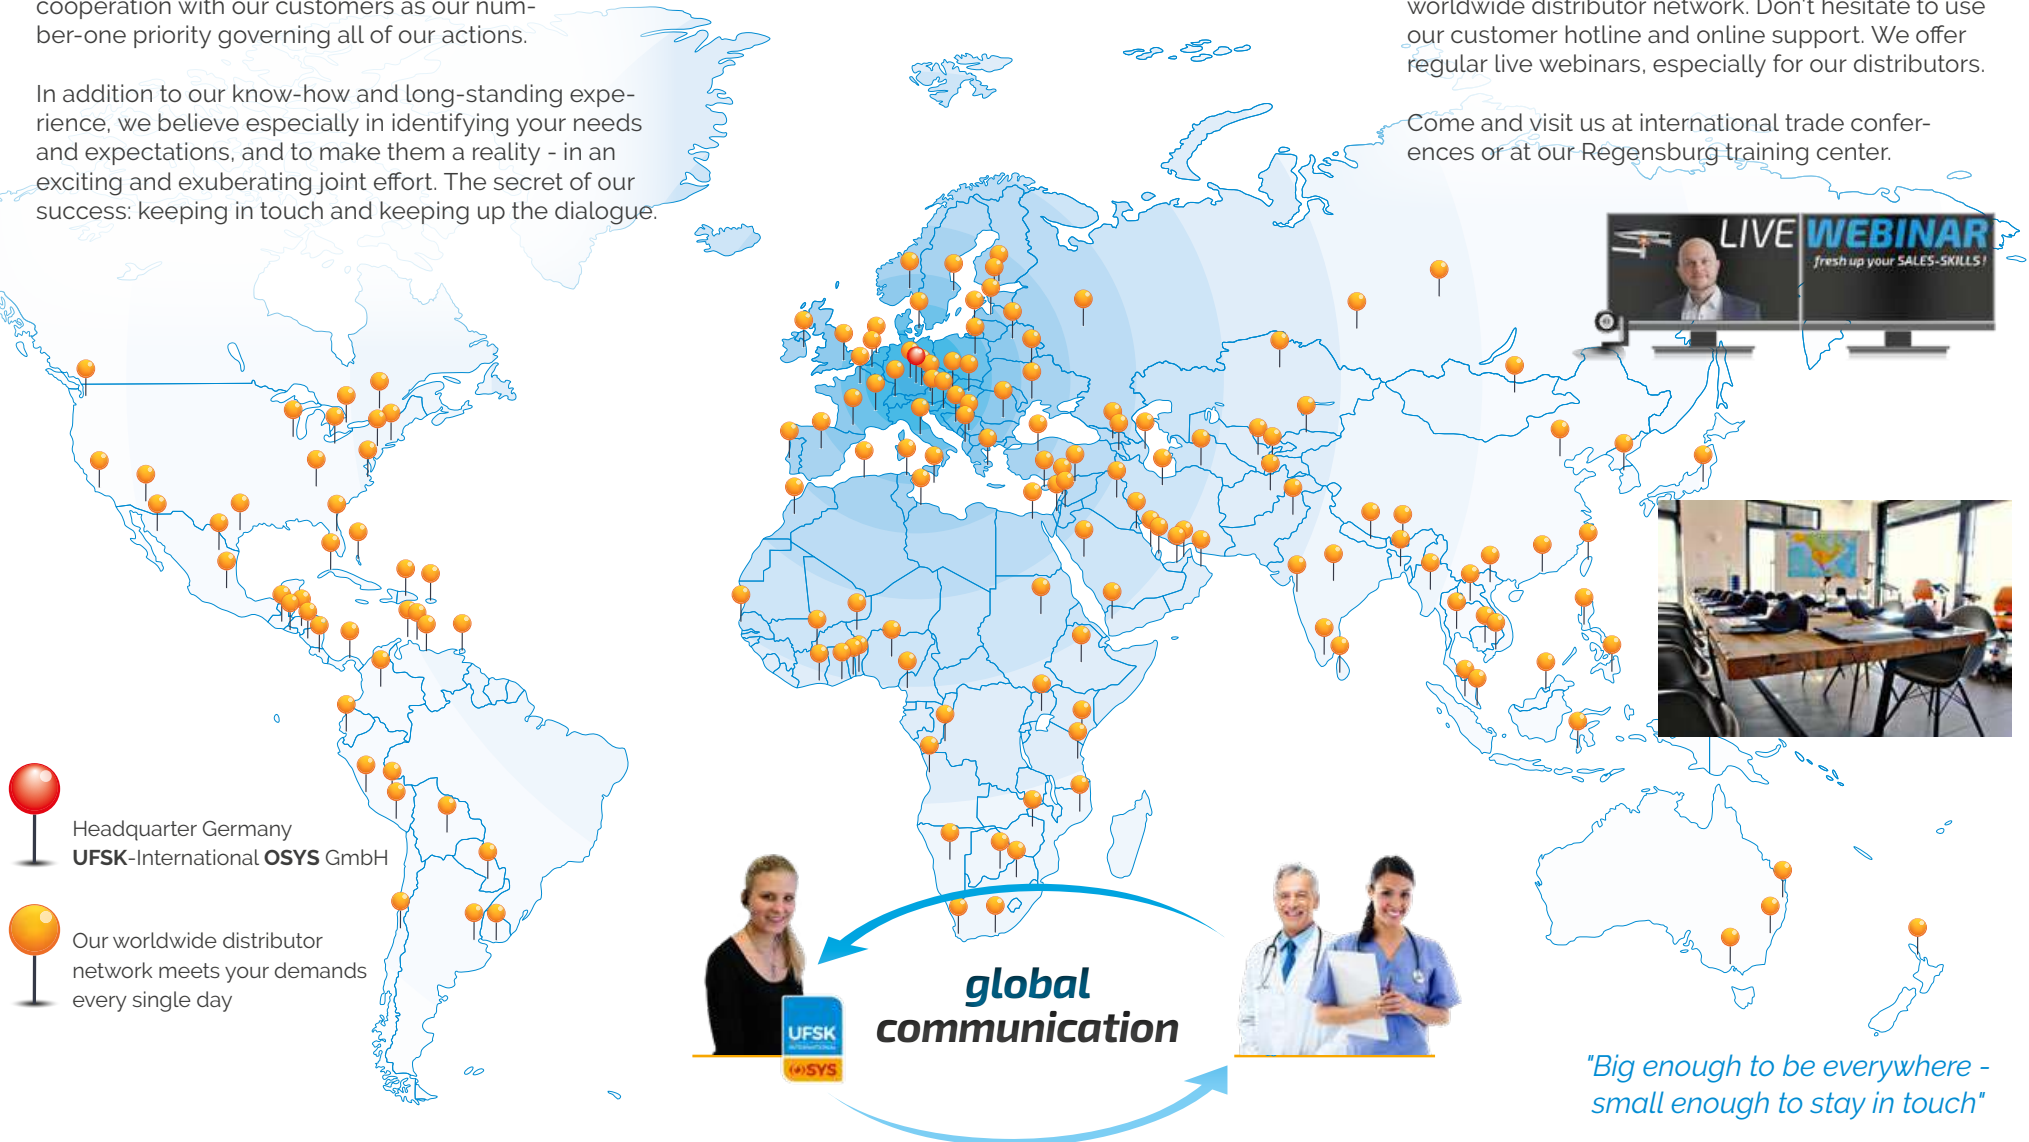 cooperation with our customers as our num-
ber-one priority governing all of our actions.
In addition to our know-how and long-standing expe-
rience, we believe especially in identifying your needs
and expectations, and to make them a reality - in an
exciting and exuberating joint effort. The secret of our
success: keeping in touch and keeping up the dialogue.
worldwide distributor network. Don't hesitate to use
our customer hotline and online support. We offer
regular live webinars, especially for our distributors.
Come and visit us at international trade confer-
ences or at our Regensburg training center.
LIVE WEBINAR
fresh up your SALES-SKILLS!
Headquarter Germany
UFSK-International OSYS GmbH
Our worldwide distributor
network meets your demands
every single day
global
communication
UFSK
INTERNATIONAL
OSYS
"Big enough to be everywhere -
small enough to stay in touch"